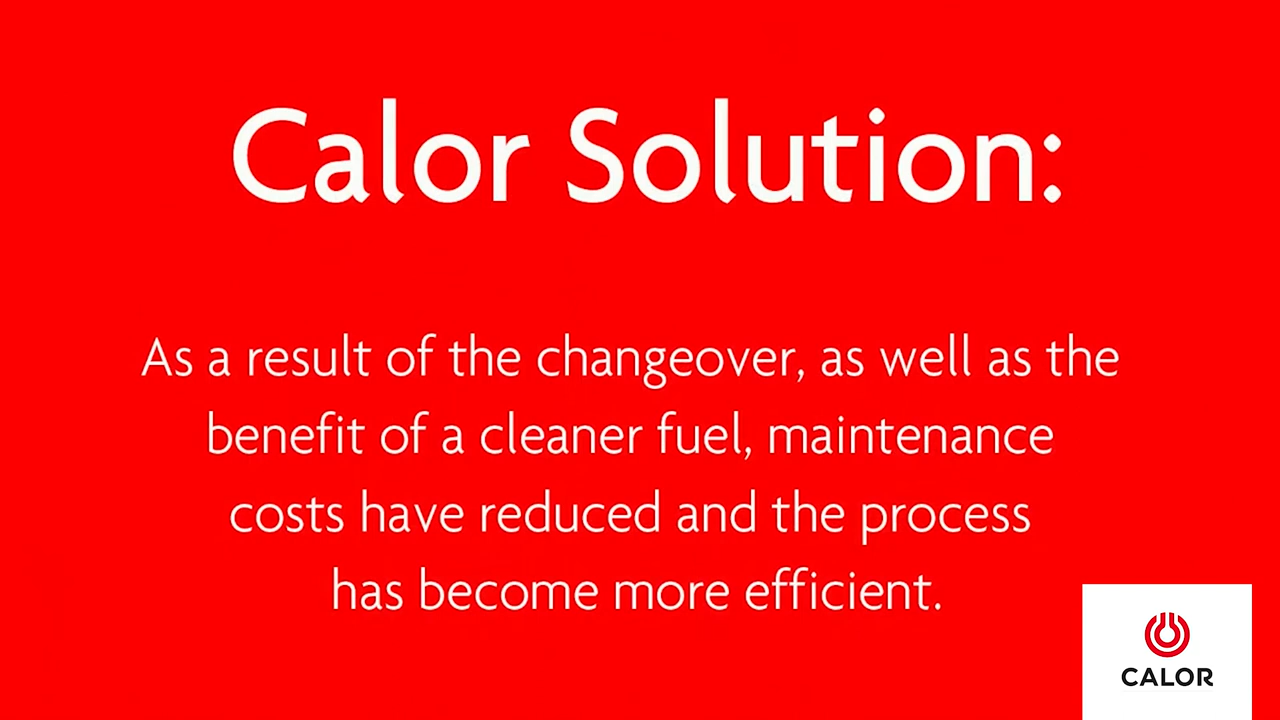 Calor Solution:
As a result of the changeover, as well as the
benefit of a cleaner fuel, maintenance
costs have reduced and the process
has become more efficient.
CALOR